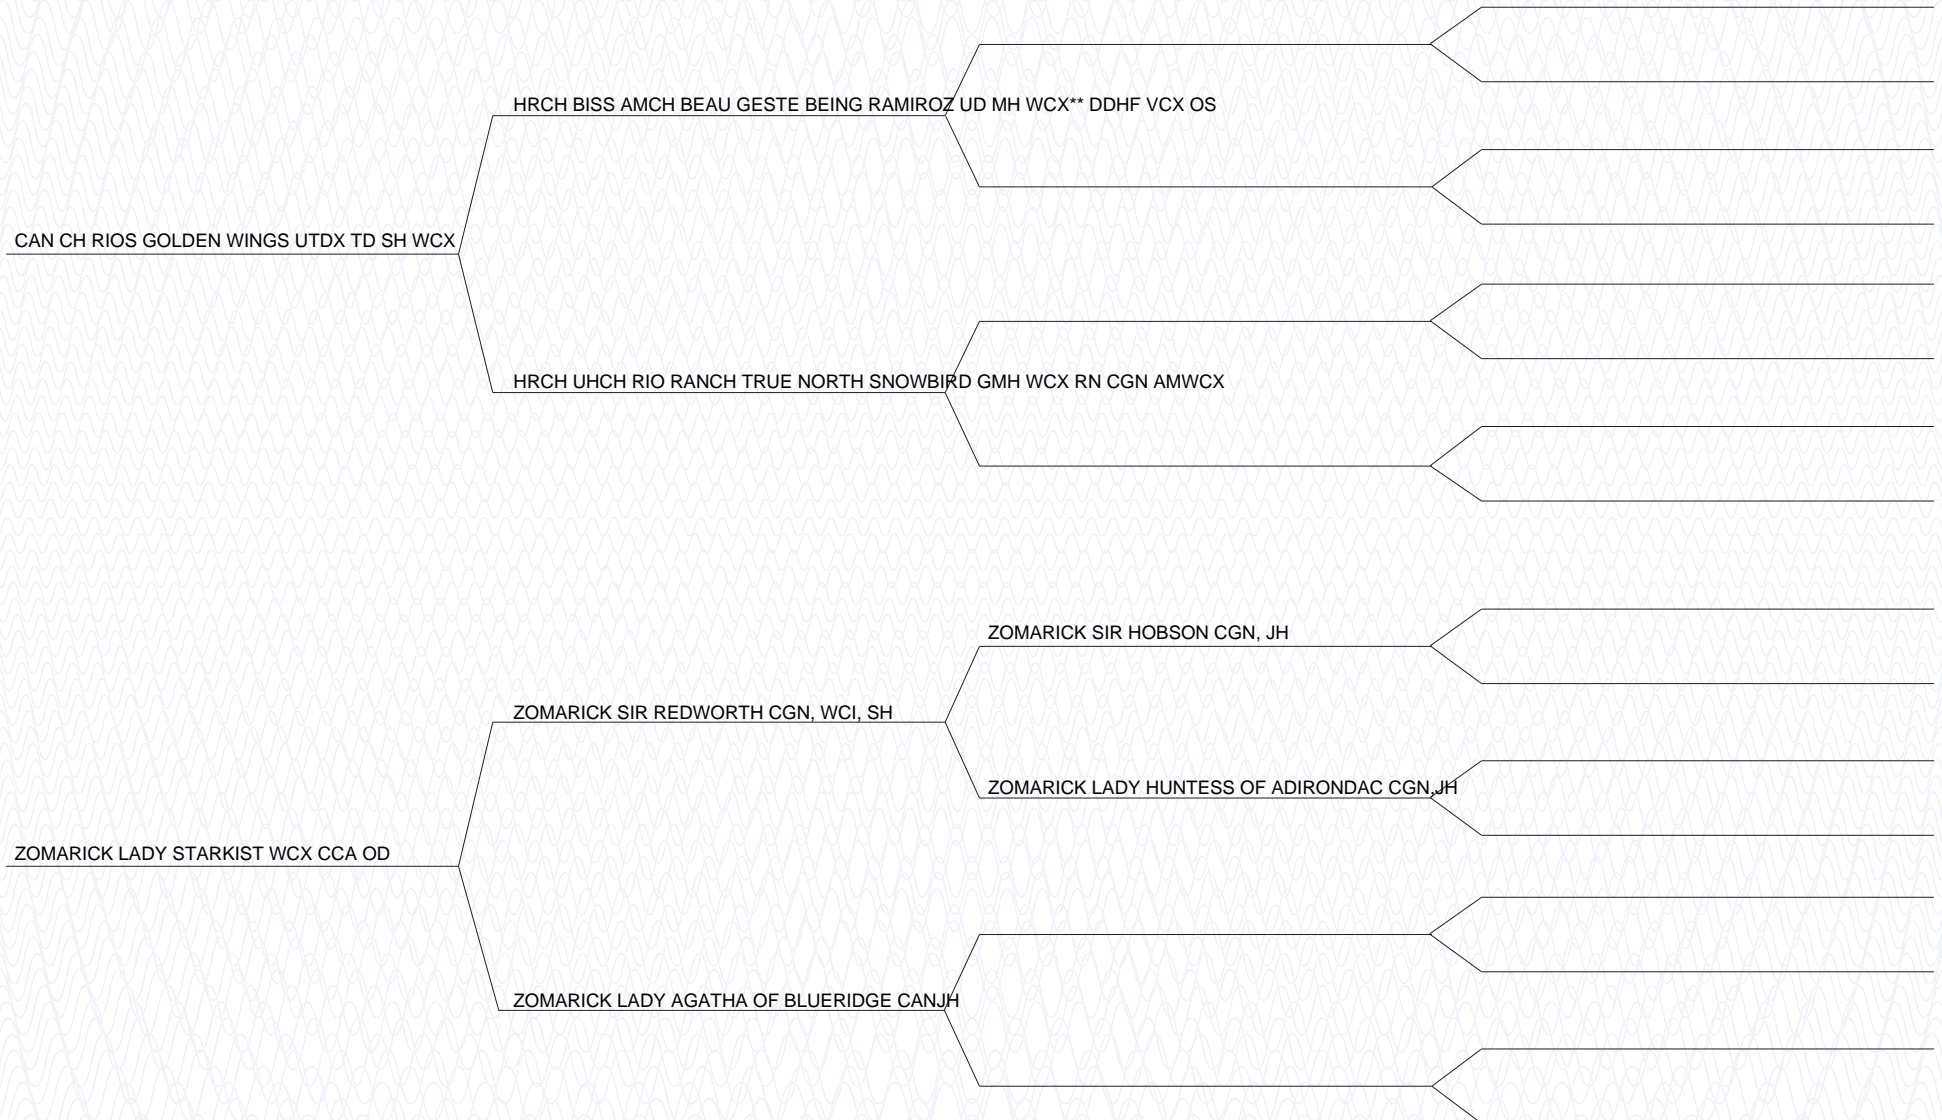 HRCH BISS AMCH BEAU GESTE BEING RAMIROZ UD MH WCX** DDHF VCX OS
CAN CH RIOS GOLDEN WINGS UTDX TD SH WCX
HRCH UHCH RIO RANCH TRUE NORTH SNOWBIRD GMH WCX RN CGN AMWCX
ZOMARICK SIR HOBSON CGN, JH
ZOMARICK SIR REDWORTH CGN, WCI, SH
ZOMARICK LADY HUNTESS OF ADIRONDAC CGN,JH
ZOMARICK LADY STARKIST WCX CCA OD
ZOMARICK LADY AGATHA OF BLUERIDGE CANJH